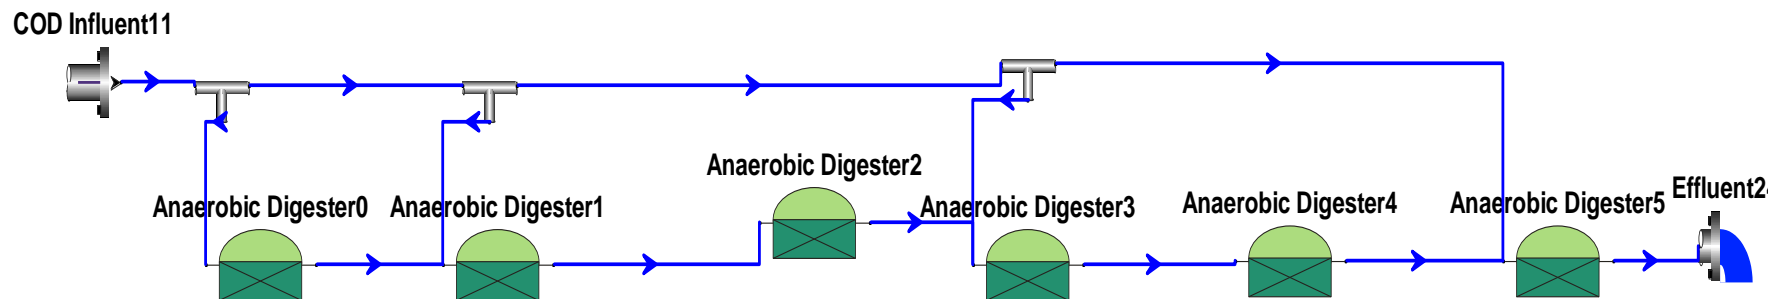 COD Influent11
Anaerobic Digester0
Anaerobic Digester1
Anaerobic Digester2
Anaerobic Digester3
Anaerobic Digester4
Anaerobic Digester5